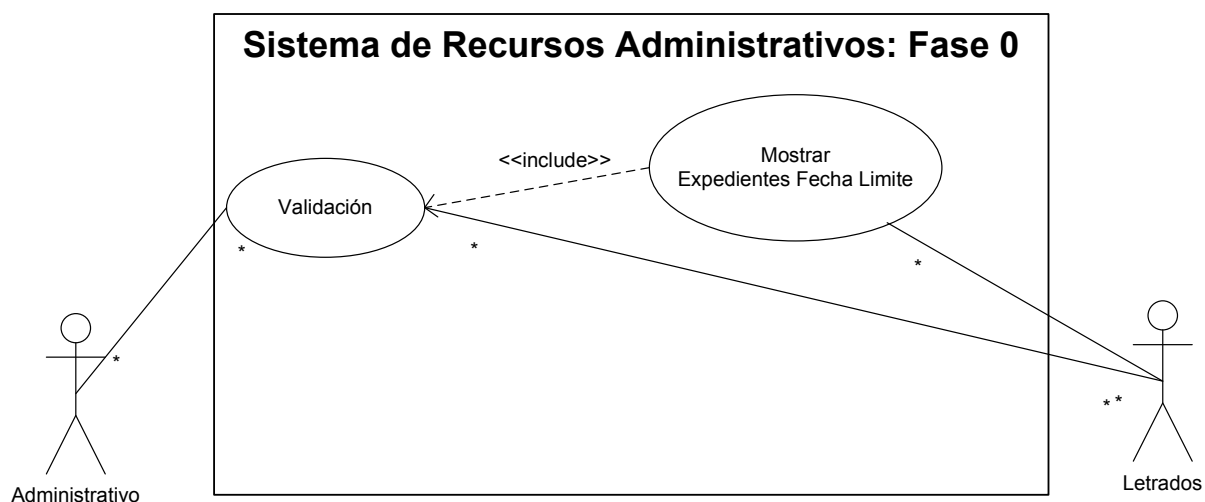 Sistema de Recursos Administrativos: Fase 0
<<include>>
Mostrar
Expedientes Fecha Limite
Validación
*
*
*
*
* *
Administrativo
Letrados